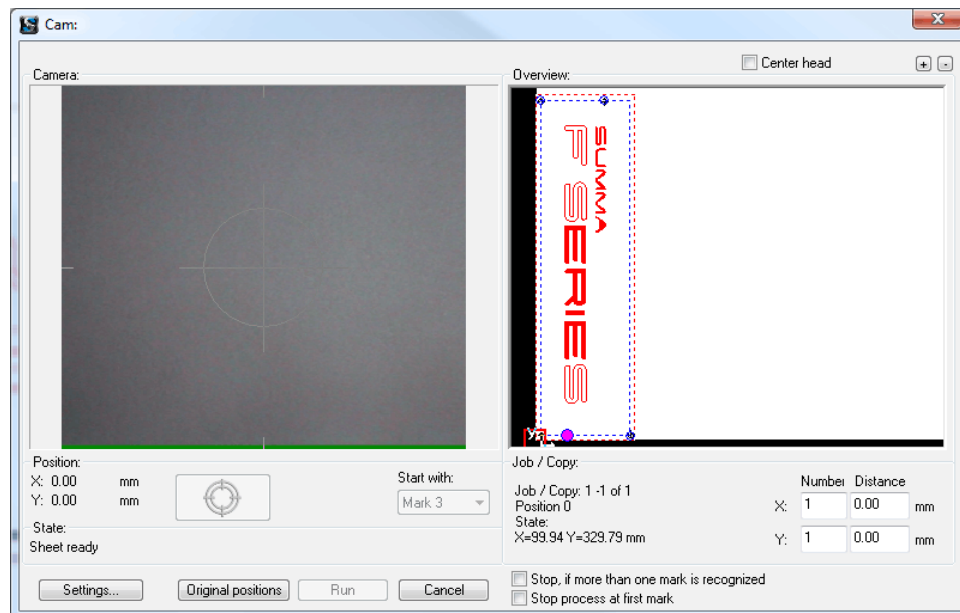 Cam:
Center head
+ -
Camera:
Overview:
SUMMA
F SERIES
Position:
X: 0.00 mm
Y: 0.00 mm
Start with:
Mark 3
State:
Sheet ready
Settings...
Original positions
Run
Cancel
Job / Copy:
Job / Copy: 1 -1 of 1
Position 0
State:
X=99.94 Y=329.79 mm
Number Distance
X: 1 0.00 mm
Y: 1 0.00 mm
Stop, if more than one mark is recognized
Stop process at first mark